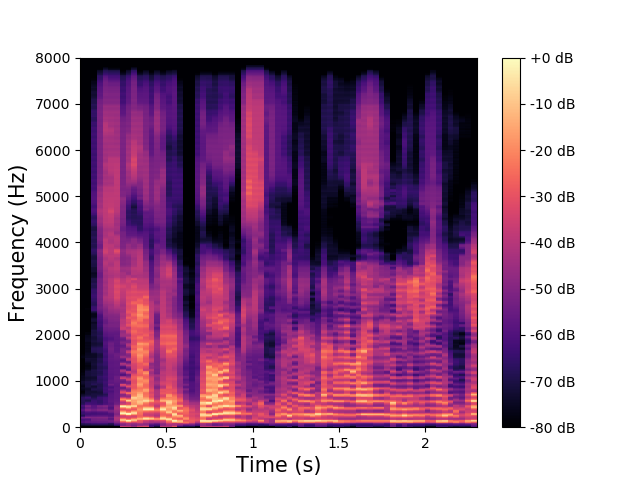 8000
7000
6000
5000
4000
3000
2000
1000
0
Frequency (Hz)
0
0.5
1
1.5
2
Time (s)
+0 dB
-10 dB
-20 dB
-30 dB
-40 dB
-50 dB
-60 dB
-70 dB
-80 dB